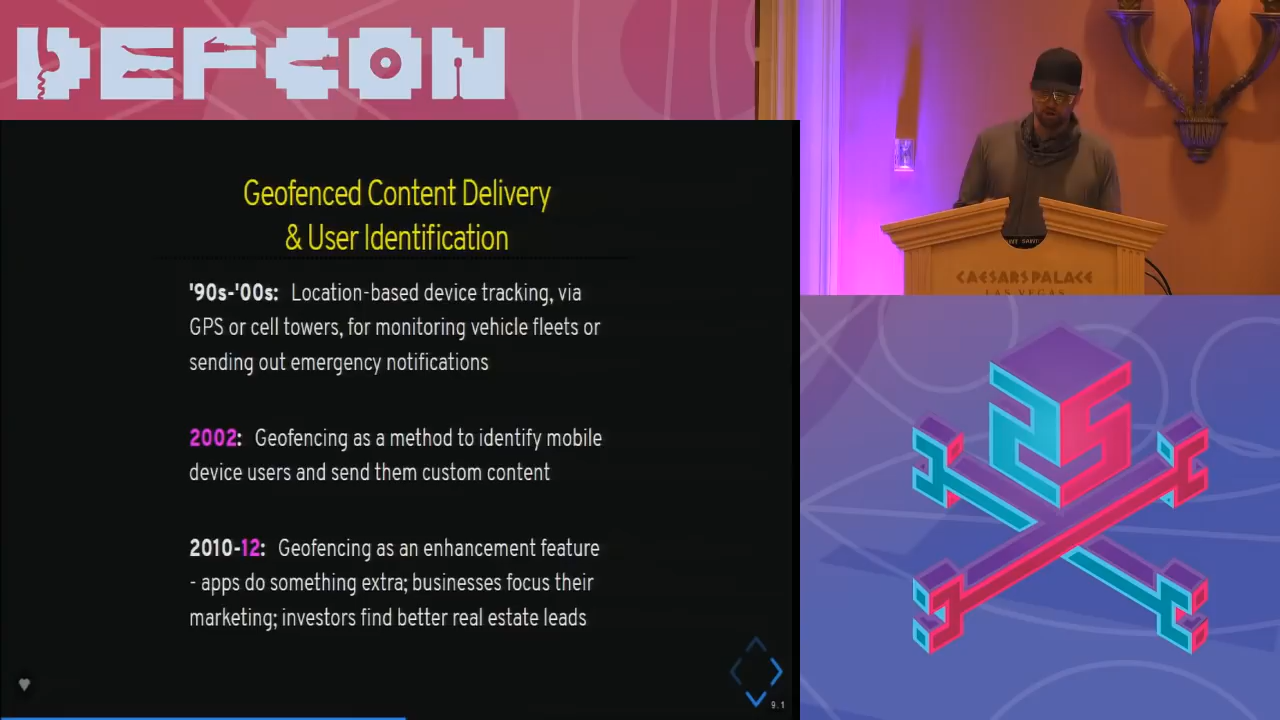 DEFCON
Geofenced Content Delivery
& User Identification
'90s-'00s: Location-based device tracking, via
GPS or cell towers, for monitoring vehicle fleets or
sending out emergency notifications
2002: Geofencing as a method to identify mobile
device users and send them custom content
2010-12: Geofencing as an enhancement feature
- apps do something extra; businesses focus their
marketing; investors find better real estate leads
9.1
CAESARS PALACE
LAS VEGAS
25